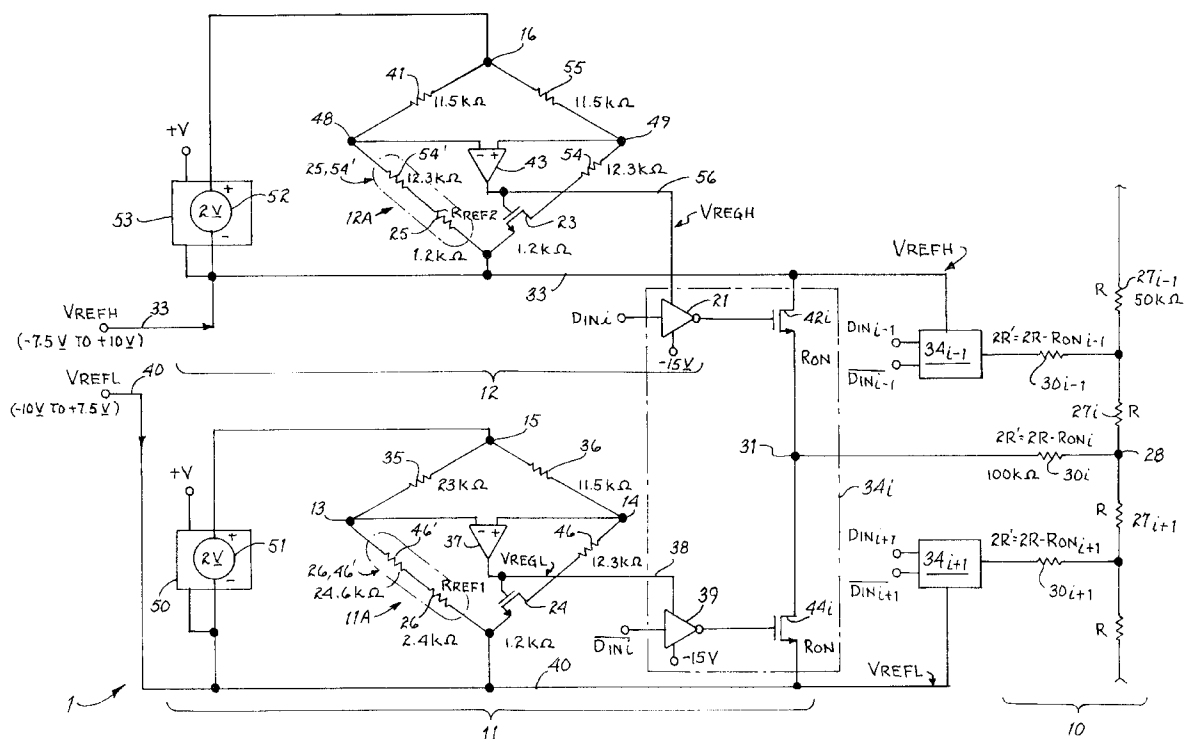 16
41
55
11.5kΩ
11.5kΩ
48
49
+V
25,54'
54'
12.3kΩ
- +
43
54
12.3kΩ
56
53
2V
+
-
52
12A
RREF2
25
1.2kΩ
23
1.2kΩ
VREGH
VREFH
33
VREFH
33
(-7.5V TO +10V)
DINi
21
-15V
42i
RON
12
DINi-1
DINi-1
34i-1
2R'=2R-RONi-1
30i-1
R
27i-1
50kΩ
27i
R
VREFL
40
(-10V TO +7.5V)
15
35
36
23kΩ
11.5kΩ
13
14
31
34i
2R'=2R-RONi
100kΩ
30i
28
+V
26,46'
24.6kΩ
46'
- +
37
VREGL
46
12.3kΩ
38
50
2V
+
-
51
11A
RREF1
26
2.4kΩ
24
1.2kΩ
39
DINi
-15V
44i
RON
DINi+1
DINi+1
34i+1
2R'=2R-RONi+1
30i+1
R
27i+1
R
1
40
VREFL
11
10